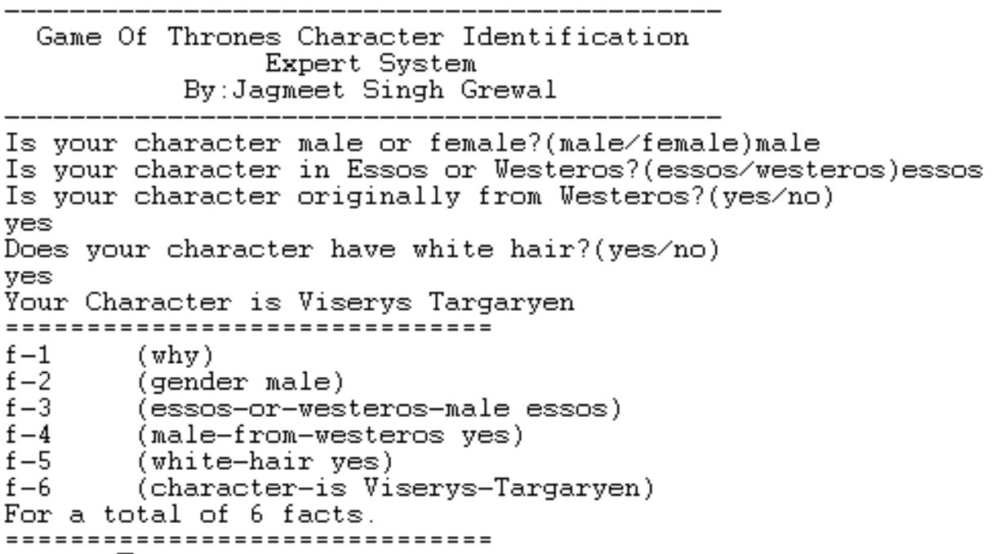 --------------------------------------------
Game Of Thrones Character Identification
Expert System
By:Jagmeet Singh Grewal
--------------------------------------------
Is your character male or female?(male/female)male
Is your character in Essos or Westeros?(essos/westeros)essos
Is your character originally from Westeros?(yes/no)
yes
Does your character have white hair?(yes/no)
yes
Your Character is Viserys Targaryen
==============================
f-1     (why)
f-2     (gender male)
f-3     (essos-or-westeros-male essos)
f-4     (male-from-westeros yes)
f-5     (white-hair yes)
f-6     (character-is Viserys-Targaryen)
For a total of 6 facts.
==============================